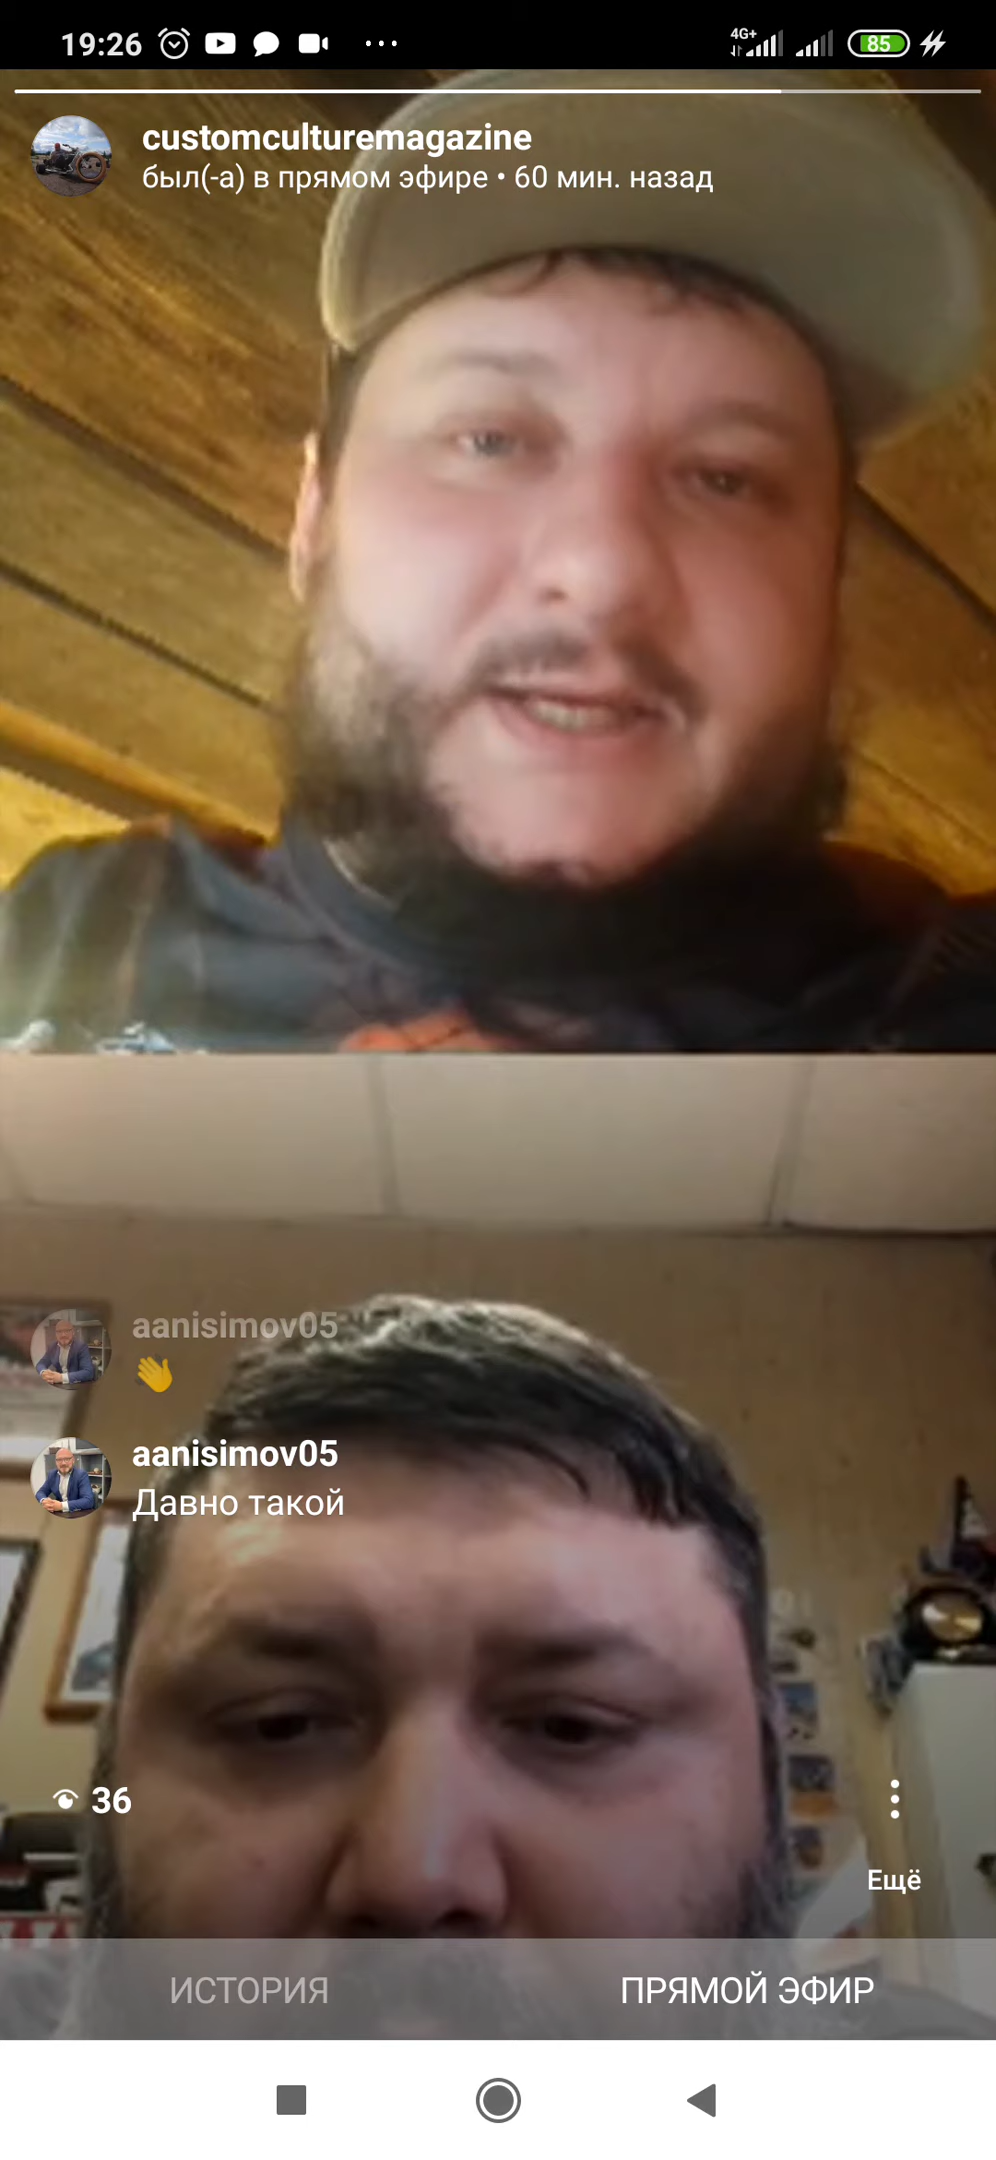 19:26
4G+
85
customculturemagazine
был(-а) в прямом эфире • 60 мин. назад
aanisimov05
👋
aanisimov05
Давно такой
36
Ещё
ИСТОРИЯ
ПРЯМОЙ ЭФИР